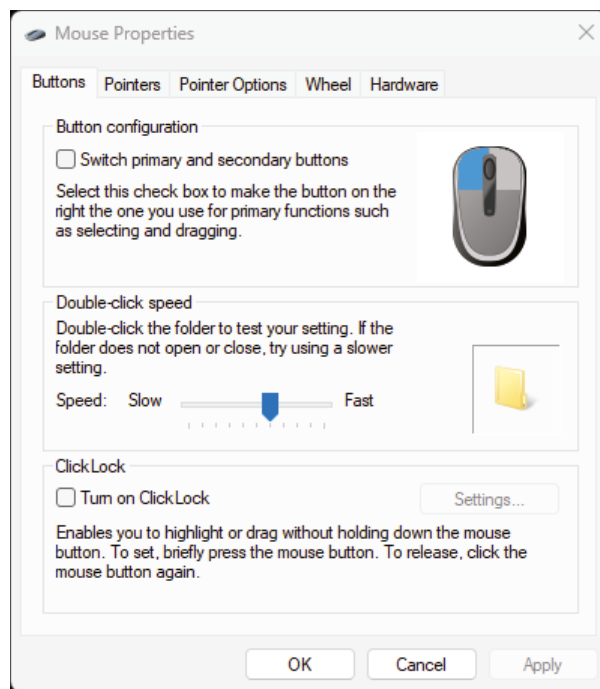 Mouse Properties
Buttons Pointers Pointer Options Wheel Hardware
Button configuration
Switch primary and secondary buttons
Select this check box to make the button on the
right the one you use for primary functions such
as selecting and dragging.
Double-click speed
Double-click the folder to test your setting. If the
folder does not open or close, try using a slower
setting.
Speed: Slow Fast
ClickLock
Turn on ClickLock
Settings...
Enables you to highlight or drag without holding down the mouse
button. To set, briefly press the mouse button. To release, click the
mouse button again.
OK Cancel Apply